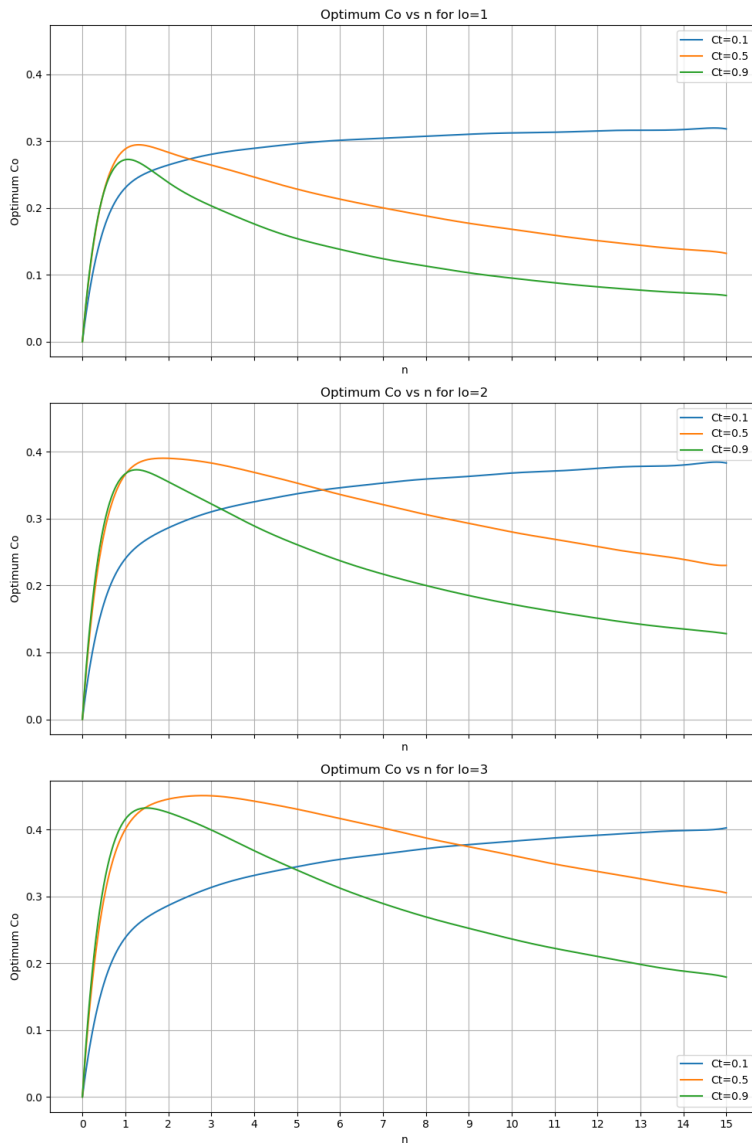 Optimum Co vs n for Io=1
Optimum Co
0.4
0.3
0.2
0.1
0.0
Ct=0.1
Ct=0.5
Ct=0.9
n
Optimum Co vs n for Io=2
Optimum Co
0.4
0.3
0.2
0.1
0.0
Ct=0.1
Ct=0.5
Ct=0.9
n
Optimum Co vs n for Io=3
Optimum Co
0.4
0.3
0.2
0.1
0.0
Ct=0.1
Ct=0.5
Ct=0.9
0 1 2 3 4 5 6 7 8 9 10 11 12 13 14 15
n